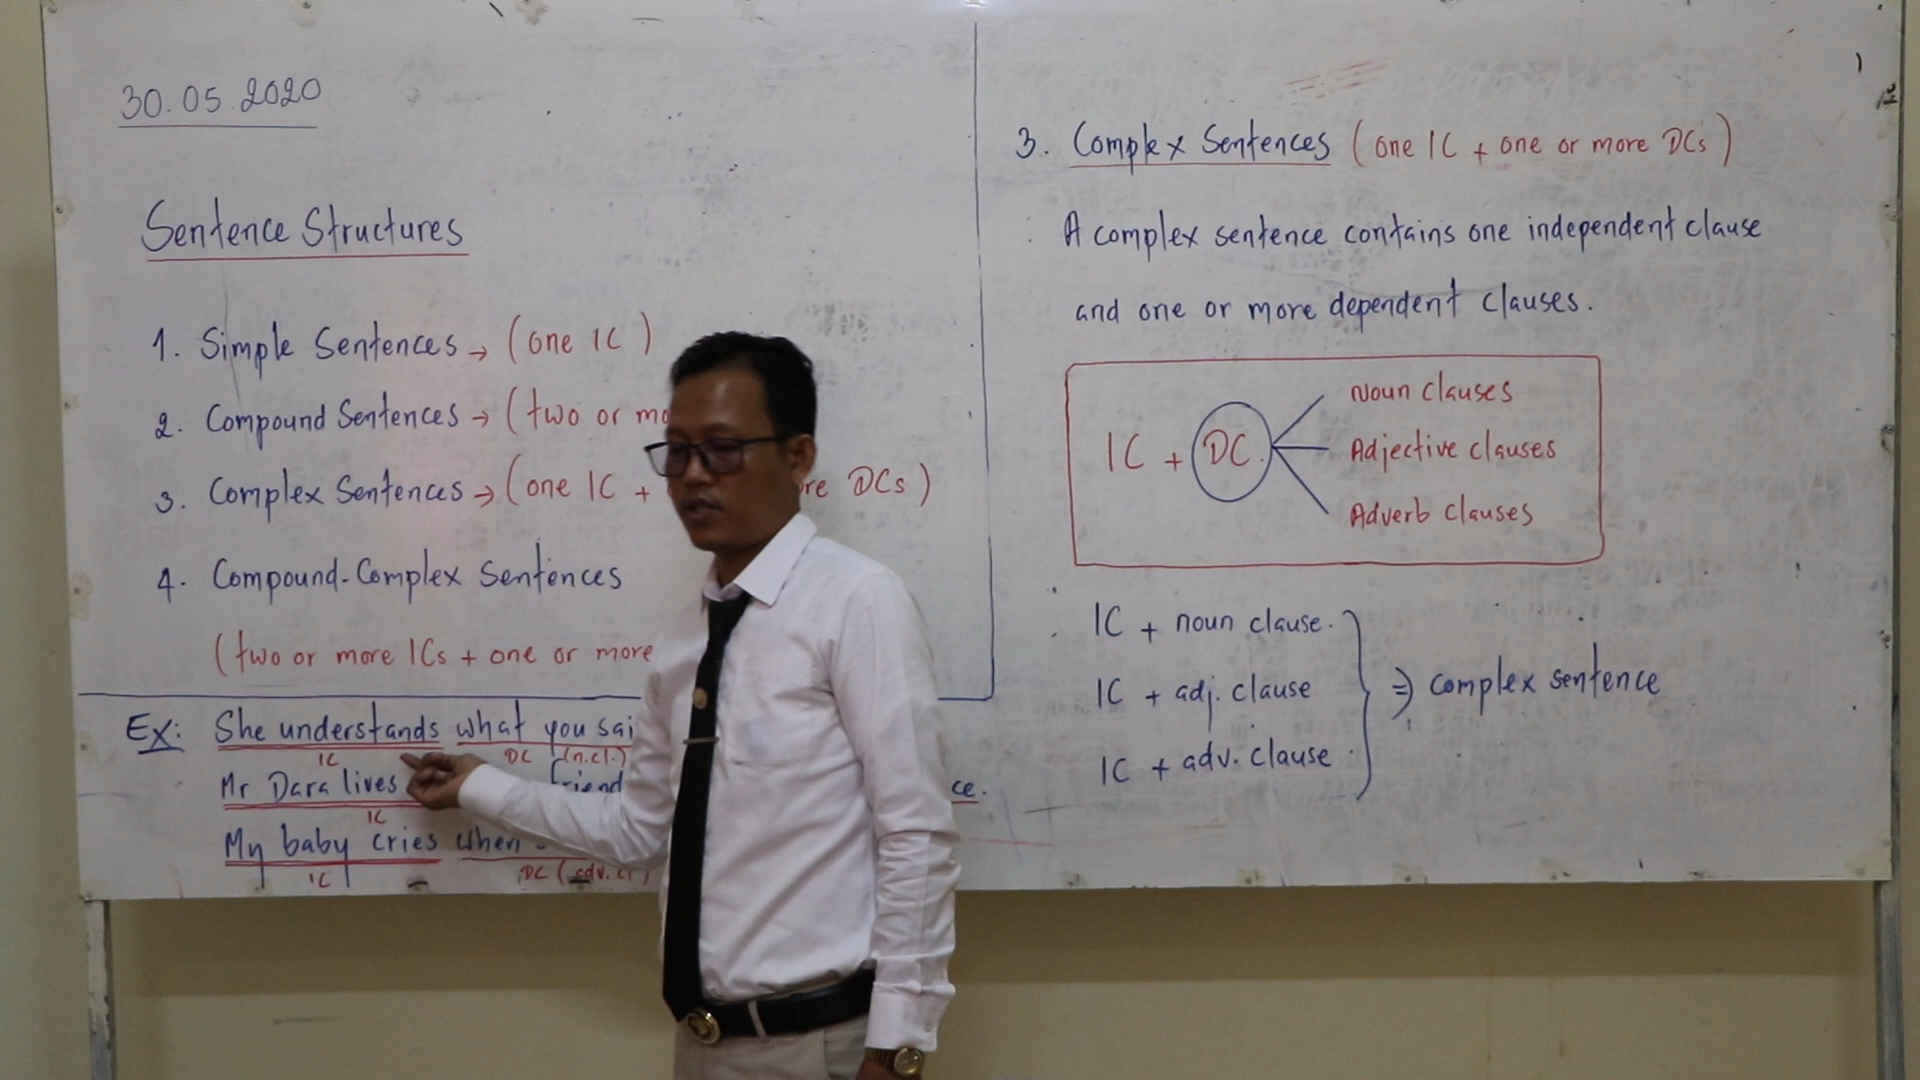 30.05.2020
Sentence Structures
1. Simple Sentences → (one IC)
2. Compound Sentences → (two or
3. Complex Sentences → (one IC + DCs)
4. Compound-Complex Sentences
(two or more ICs + one or more
Ex: She understands what you
IC DC (n.cl.)
Mr Dara lives
IC
My baby cries when
IC DC (adv. cl)
3. Complex Sentences (one IC + one or more DCs)
A complex sentence contains one independent clause
and one or more dependent clauses.
Noun clauses
IC + DC. Adjective clauses
Adverb clauses
IC + noun clause.
IC + adj. clause ⇒ complex sentence
IC + adv. clause